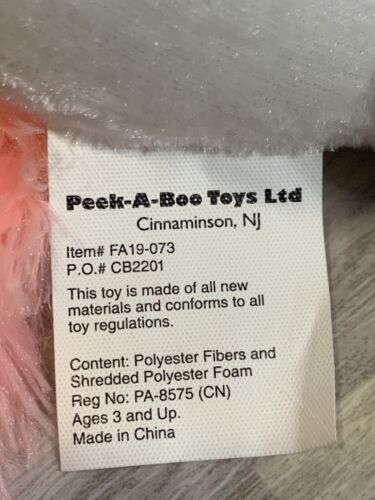 Peek-A-Boo Toys Ltd
Cinnaminson, NJ
Item# FA19-073
P.O.# CB2201
This toy is made of all new
materials and conforms to all
toy regulations.
Content: Polyester Fibers and
Shredded Polyester Foam
Reg No: PA-8575 (CN)
Ages 3 and Up.
Made in China